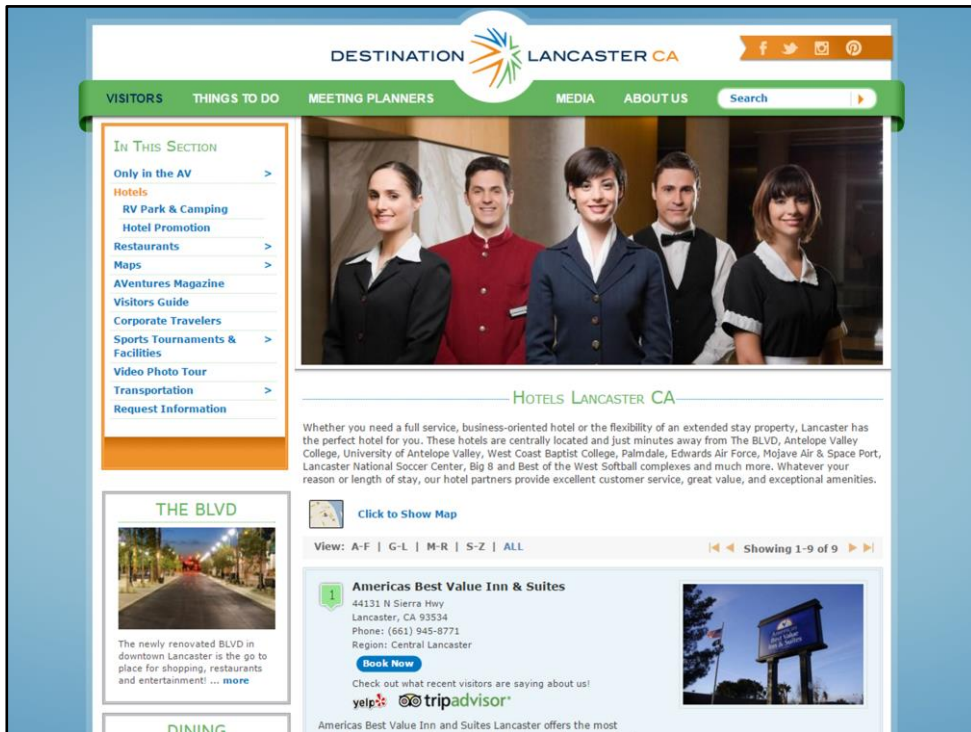 DESTINATION LANCASTER CA
VISITORS THINGS TO DO MEETING PLANNERS MEDIA ABOUT US Search
IN THIS SECTION
Only in the AV >
Hotels
RV Park & Camping
Hotel Promotion
Restaurants >
Maps >
AVentures Magazine
Visitors Guide
Corporate Travelers
Sports Tournaments & >
Facilities
Video Photo Tour
Transportation >
Request Information
THE BLVD
The newly renovated BLVD in
downtown Lancaster is the go to
place for shopping, restaurants
and entertainment! ... more
DINING
HOTELS LANCASTER CA
Whether you need a full service, business-oriented hotel or the flexibility of an extended stay property, Lancaster has
the perfect hotel for you. These hotels are centrally located and just minutes away from The BLVD, Antelope Valley
College, University of Antelope Valley, West Coast Baptist College, Palmdale, Edwards Air Force, Mojave Air & Space Port,
Lancaster National Soccer Center, Big 8 and Best of the West Softball complexes and much more. Whatever your
reason or length of stay, our hotel partners provide excellent customer service, great value, and exceptional amenities.
Click to Show Map
View: A-F | G-L | M-R | S-Z | ALL Showing 1-9 of 9
1
Americas Best Value Inn & Suites
44131 N Sierra Hwy
Lancaster, CA 93534
Phone: (661) 945-8771
Region: Central Lancaster
Book Now
Check out what recent visitors are saying about us!
yelp tripadvisor
Americas Best Value Inn and Suites Lancaster offers the most
Americas
Best Value
Inn & Suites